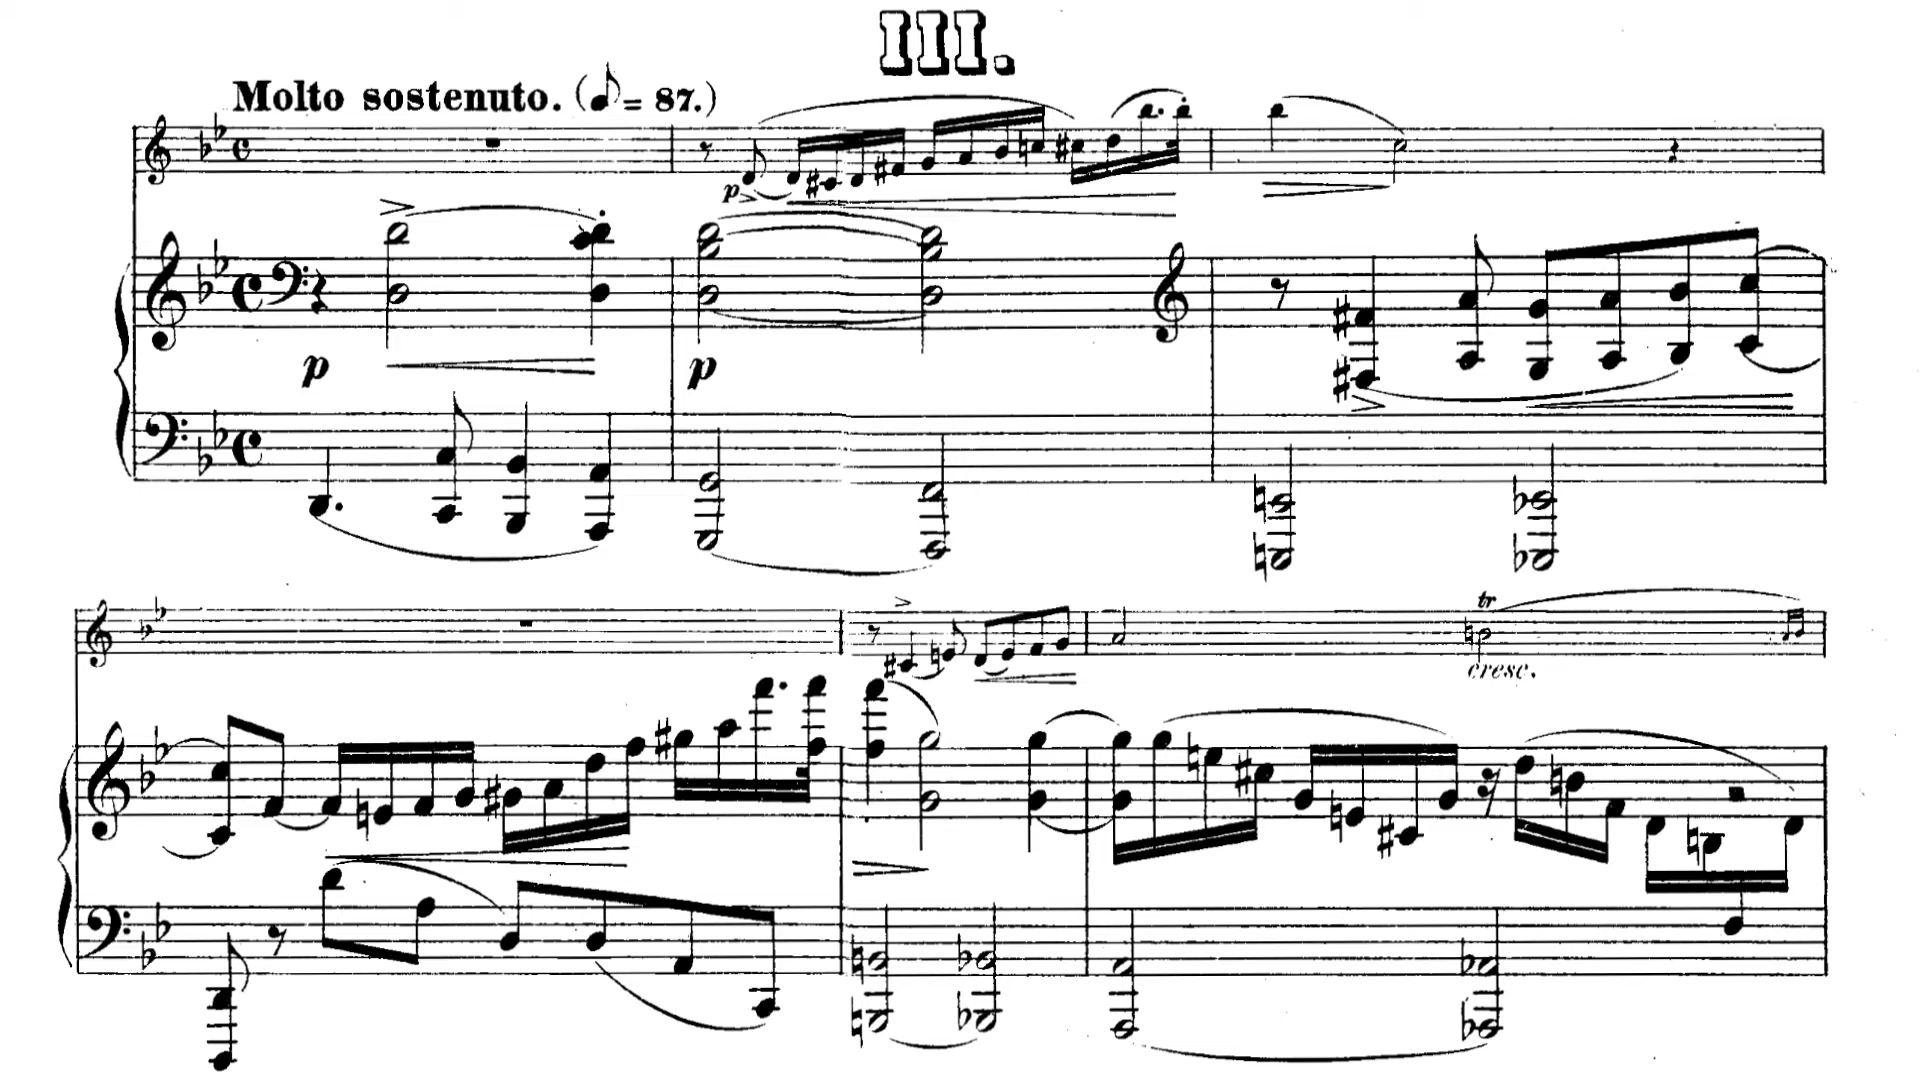 III.
Molto sostenuto. (♪ = 87.)
p
p p
tr
cresc.